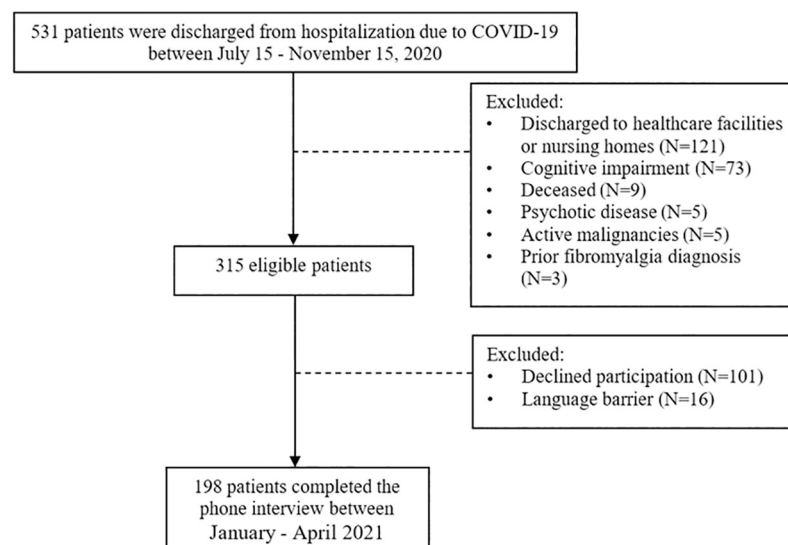 531 patients were discharged from hospitalization due to COVID-19
between July 15 - November 15, 2020
Excluded:
• Discharged to healthcare facilities
or nursing homes (N=121)
• Cognitive impairment (N=73)
• Deceased (N=9)
• Psychotic disease (N=5)
• Active malignancies (N=5)
• Prior fibromyalgia diagnosis
(N=3)
315 eligible patients
Excluded:
• Declined participation (N=101)
• Language barrier (N=16)
198 patients completed the
phone interview between
January - April 2021